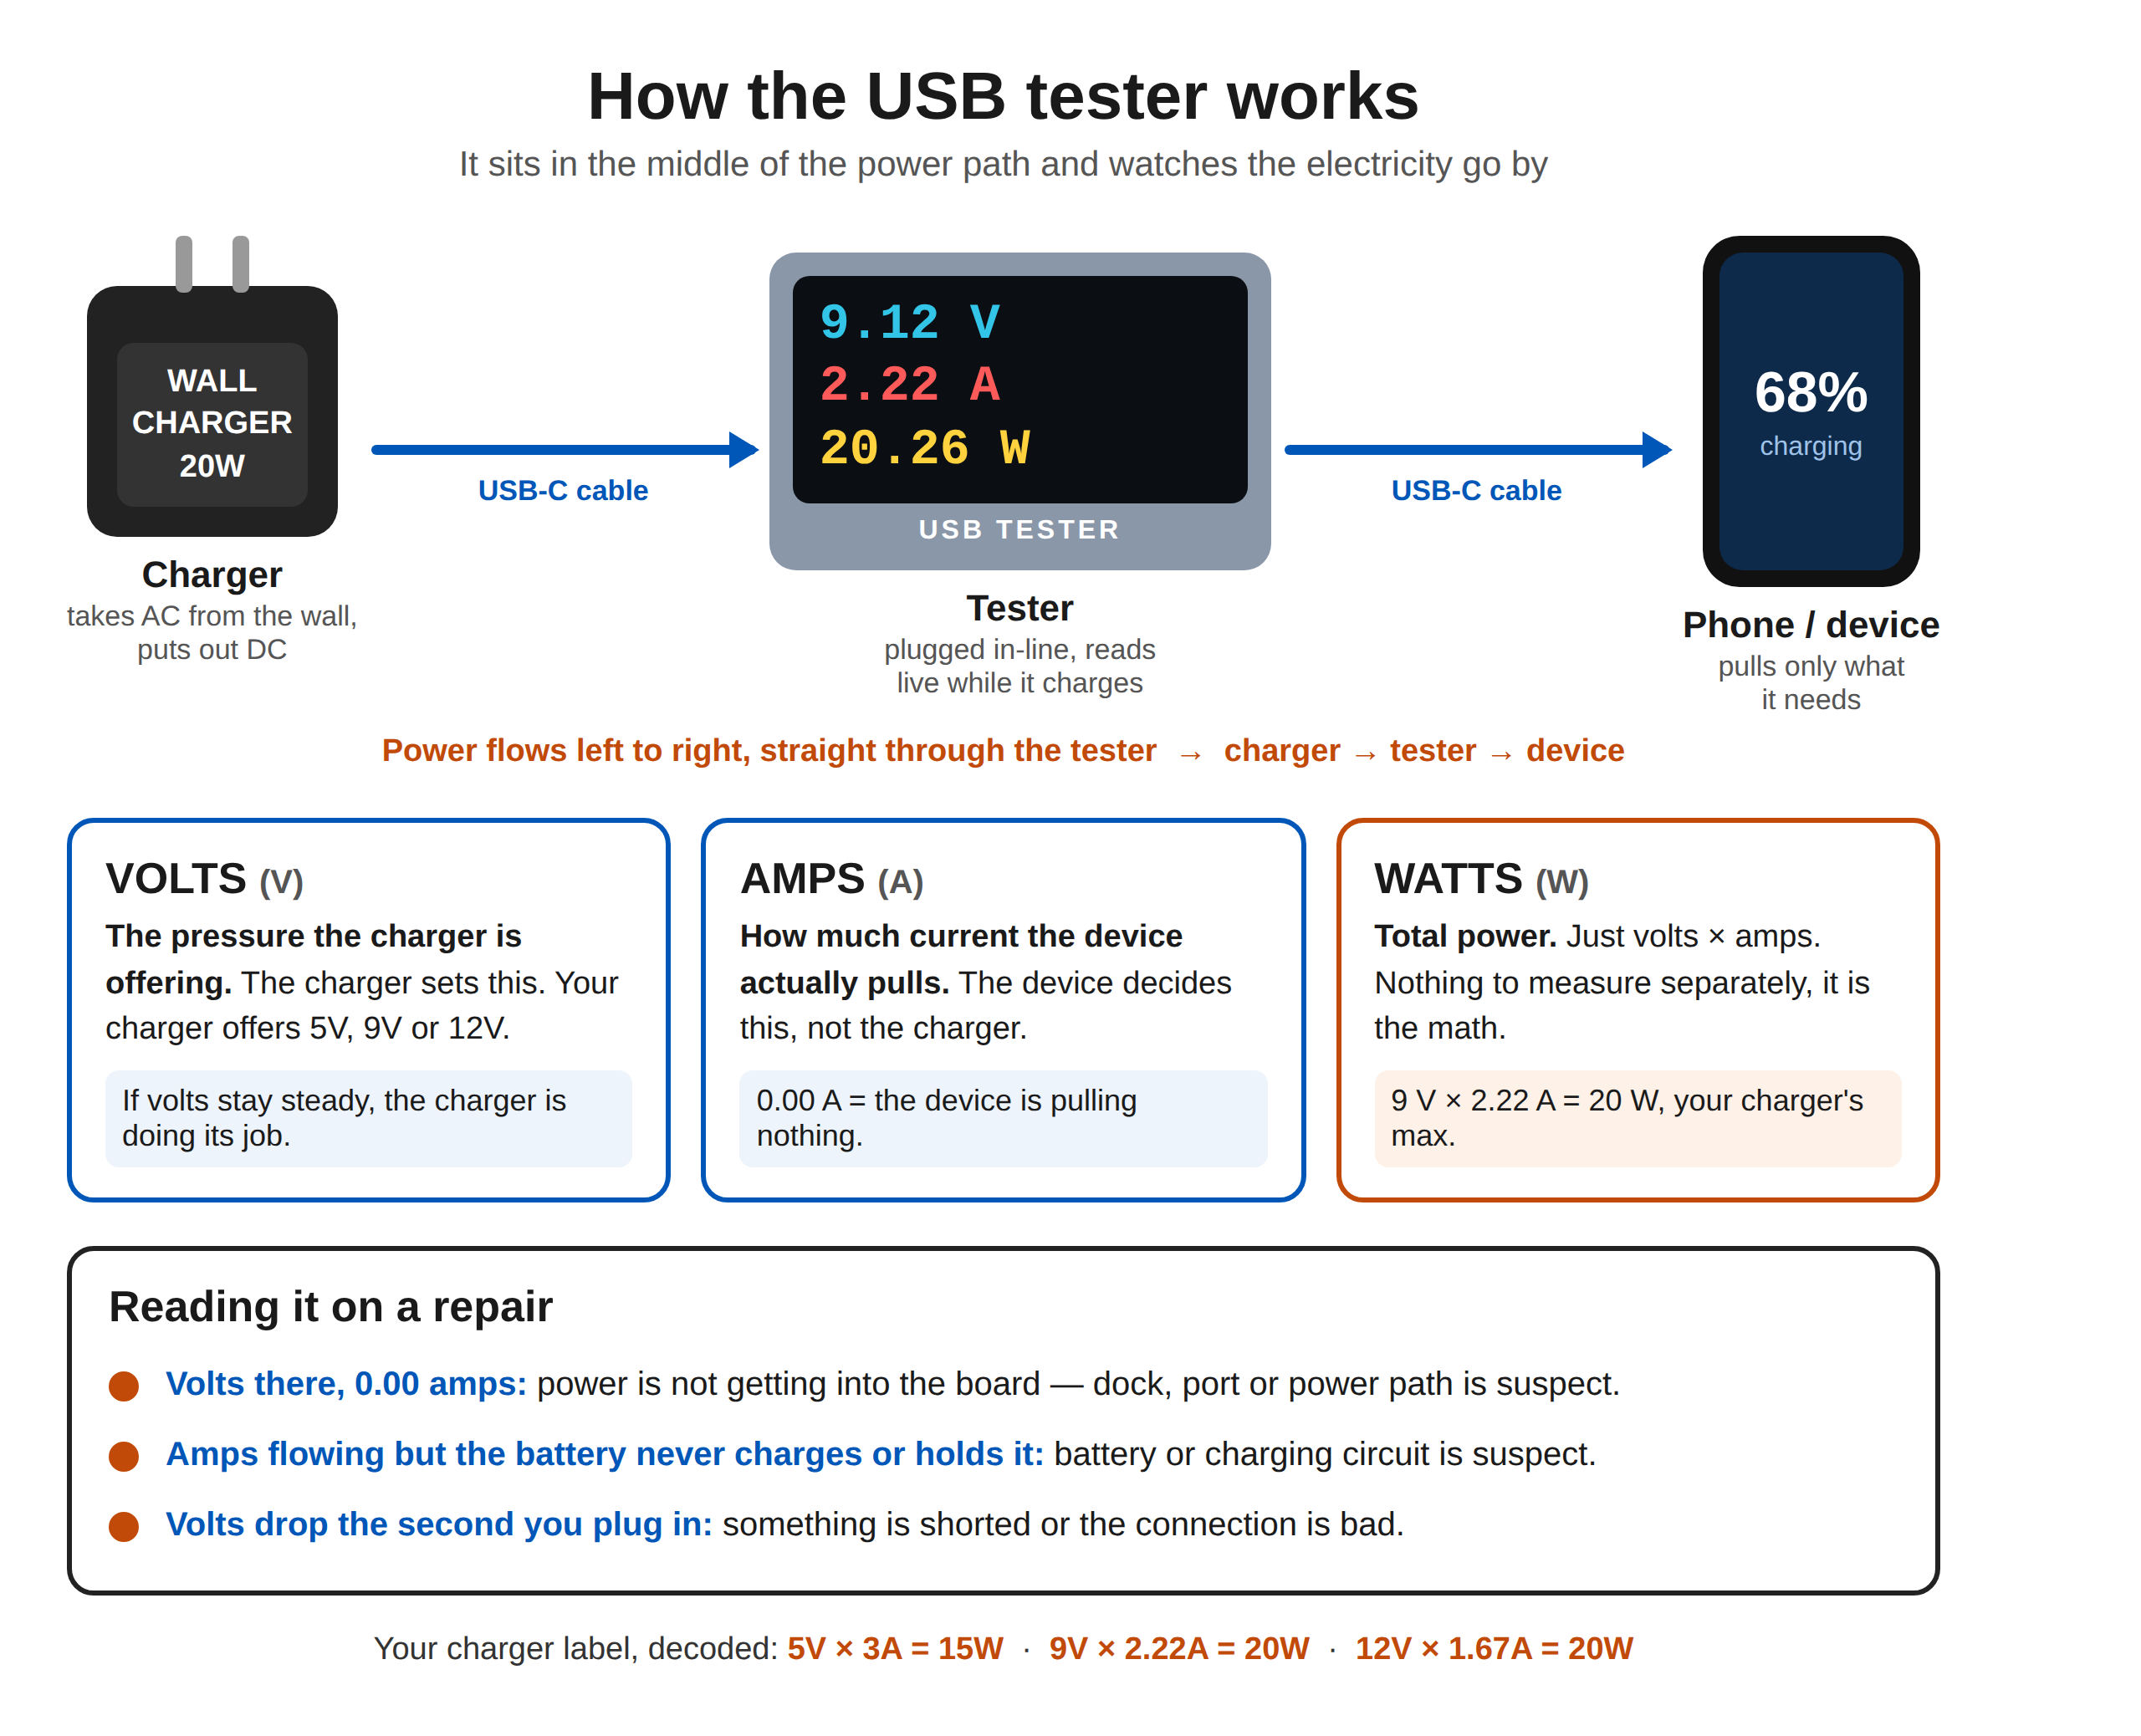 How the USB tester works
It sits in the middle of the power path and watches the electricity go by
WALL
CHARGER
20W
Charger
takes AC from the wall,
puts out DC
USB-C cable
9.12 V
2.22 A
20.26 W
USB TESTER
Tester
plugged in-line, reads
live while it charges
USB-C cable
68%
charging
Phone / device
pulls only what
it needs
Power flows left to right, straight through the tester → charger → tester → device
VOLTS (V)
The pressure the charger is
offering. The charger sets this. Your
charger offers 5V, 9V or 12V.
If volts stay steady, the charger is
doing its job.
AMPS (A)
How much current the device
actually pulls. The device decides
this, not the charger.
0.00 A = the device is pulling
nothing.
WATTS (W)
Total power. Just volts × amps.
Nothing to measure separately, it is
the math.
9 V × 2.22 A = 20 W, your charger's
max.
Reading it on a repair
Volts there, 0.00 amps: power is not getting into the board — dock, port or power path is suspect.
Amps flowing but the battery never charges or holds it: battery or charging circuit is suspect.
Volts drop the second you plug in: something is shorted or the connection is bad.
Your charger label, decoded: 5V × 3A = 15W · 9V × 2.22A = 20W · 12V × 1.67A = 20W